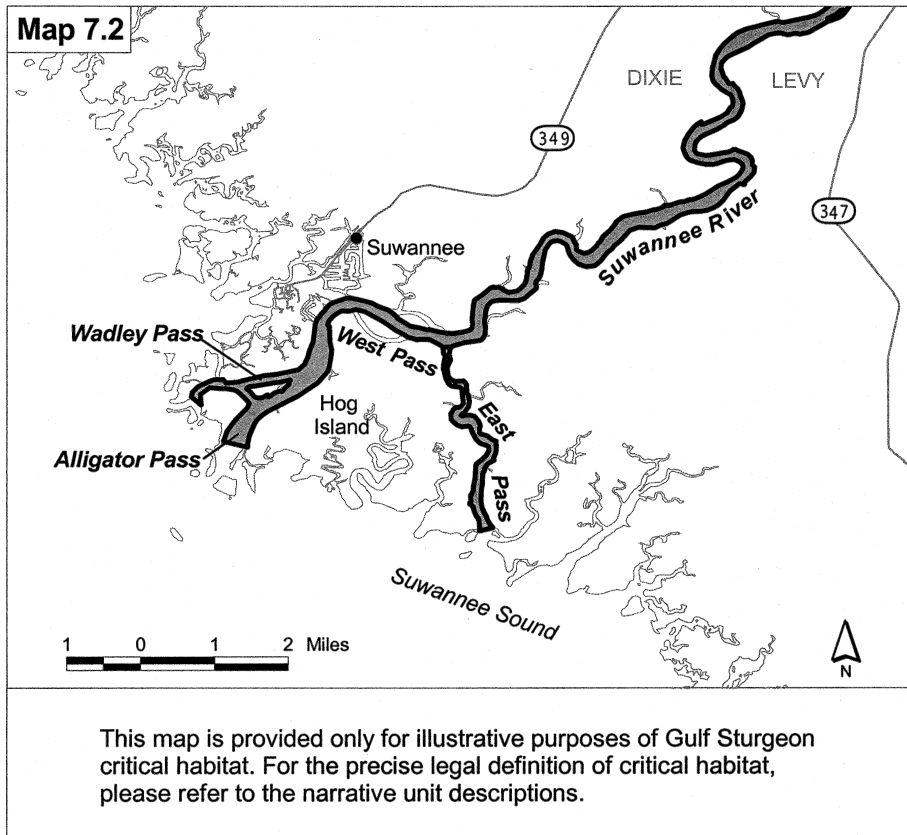 Map 7.2
DIXIE
LEVY
349
347
Suwannee River
Suwannee
Wadley Pass
West Pass
Hog
Island
East
Pass
Alligator Pass
Suwannee Sound
1 0 1 2 Miles
N
This map is provided only for illustrative purposes of Gulf Sturgeon
critical habitat. For the precise legal definition of critical habitat,
please refer to the narrative unit descriptions.